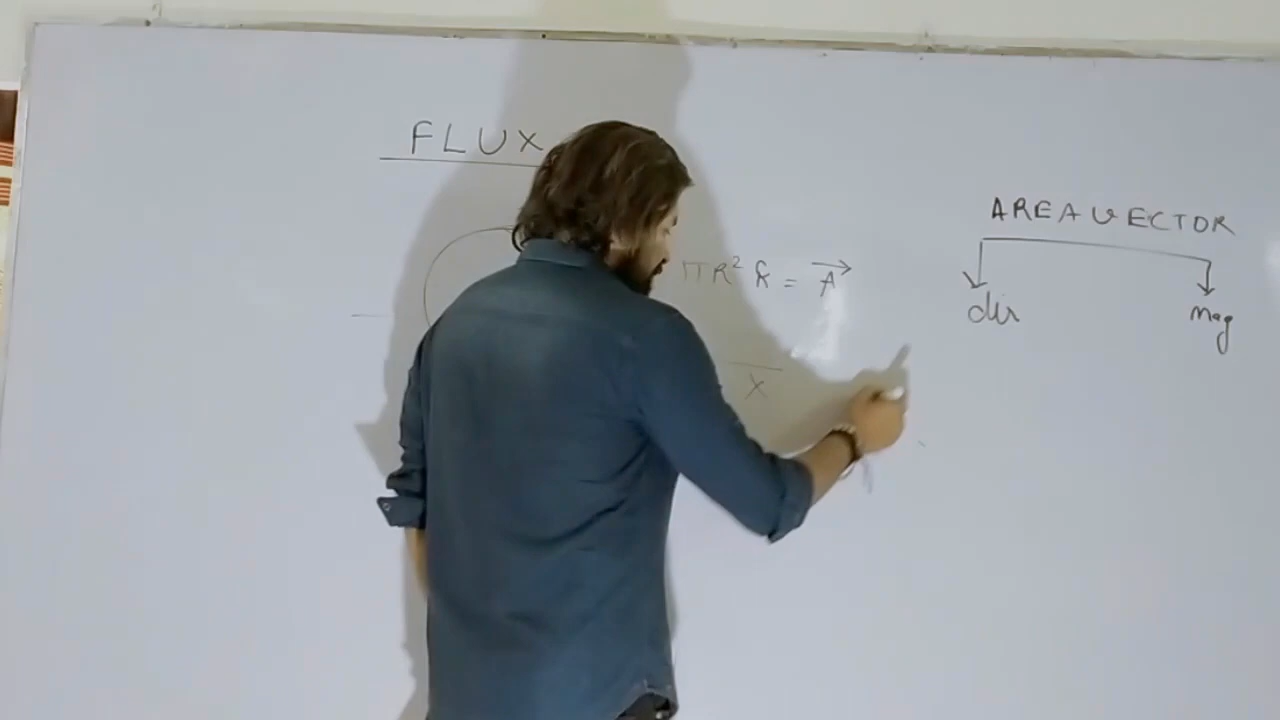 FLUX
AREA VECTOR
πR² k̂ = A⃗
dir
mag
x